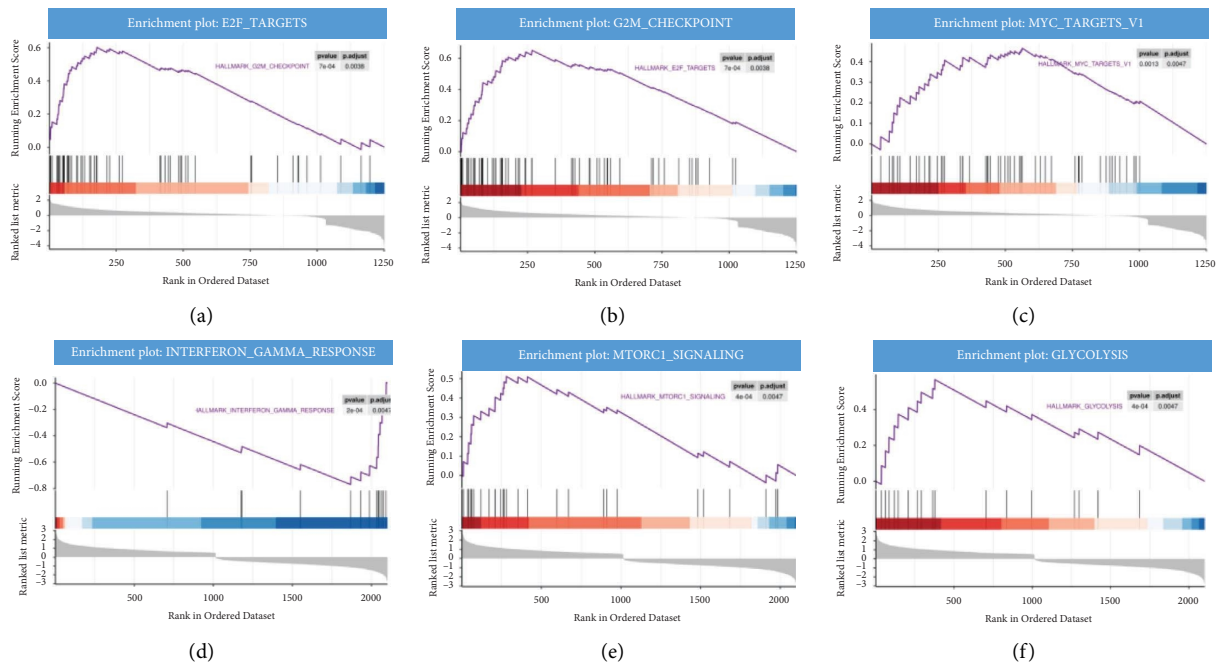 Enrichment plot: E2F_TARGETS
Running Enrichment Score
0.6
0.4
0.2
0.0
pvalue p.adjust
HALLMARK_G2M_CHECKPOINT 7e-04 0.0038
Ranked list metric
2
0
−2
−4
250 500 750 1000 1250
Rank in Ordered Dataset
(a)
Enrichment plot: G2M_CHECKPOINT
Running Enrichment Score
0.6
0.4
0.2
0.0
pvalue p.adjust
HALLMARK_E2F_TARGETS 7e-04 0.0038
Ranked list metric
2
0
−2
−4
250 500 750 1000 1250
Rank in Ordered Dataset
(b)
Enrichment plot: MYC_TARGETS_V1
Running Enrichment Score
0.4
0.3
0.2
0.1
0.0
pvalue p.adjust
HALLMARK_MYC_TARGETS_V1 0.0013 0.0047
Ranked list metric
2
0
−2
−4
250 500 750 1000 1250
Rank in Ordered Dataset
(c)
Enrichment plot: INTERFERON_GAMMA_RESPONSE
Running Enrichment Score
0.0
−0.2
−0.4
−0.6
−0.8
pvalue p.adjust
HALLMARK_INTERFERON_GAMMA_RESPONSE 2e-04 0.0047
Ranked list metric
3
2
1
0
−1
−2
−3
500 1000 1500 2000
Rank in Ordered Dataset
(d)
Enrichment plot: MTORC1_SIGNALING
Running Enrichment Score
0.5
0.4
0.3
0.2
0.1
0.0
pvalue p.adjust
HALLMARK_MTORC1_SIGNALING 4e-04 0.0047
Ranked list metric
3
2
1
0
−1
−2
−3
500 1000 1500 2000
Rank in Ordered Dataset
(e)
Enrichment plot: GLYCOLYSIS
Running Enrichment Score
0.4
0.2
0.0
pvalue p.adjust
HALLMARK_GLYCOLYSIS 4e-04 0.0047
Ranked list metric
3
2
1
0
−1
−2
−3
500 1000 1500 2000
Rank in Ordered Dataset
(f)